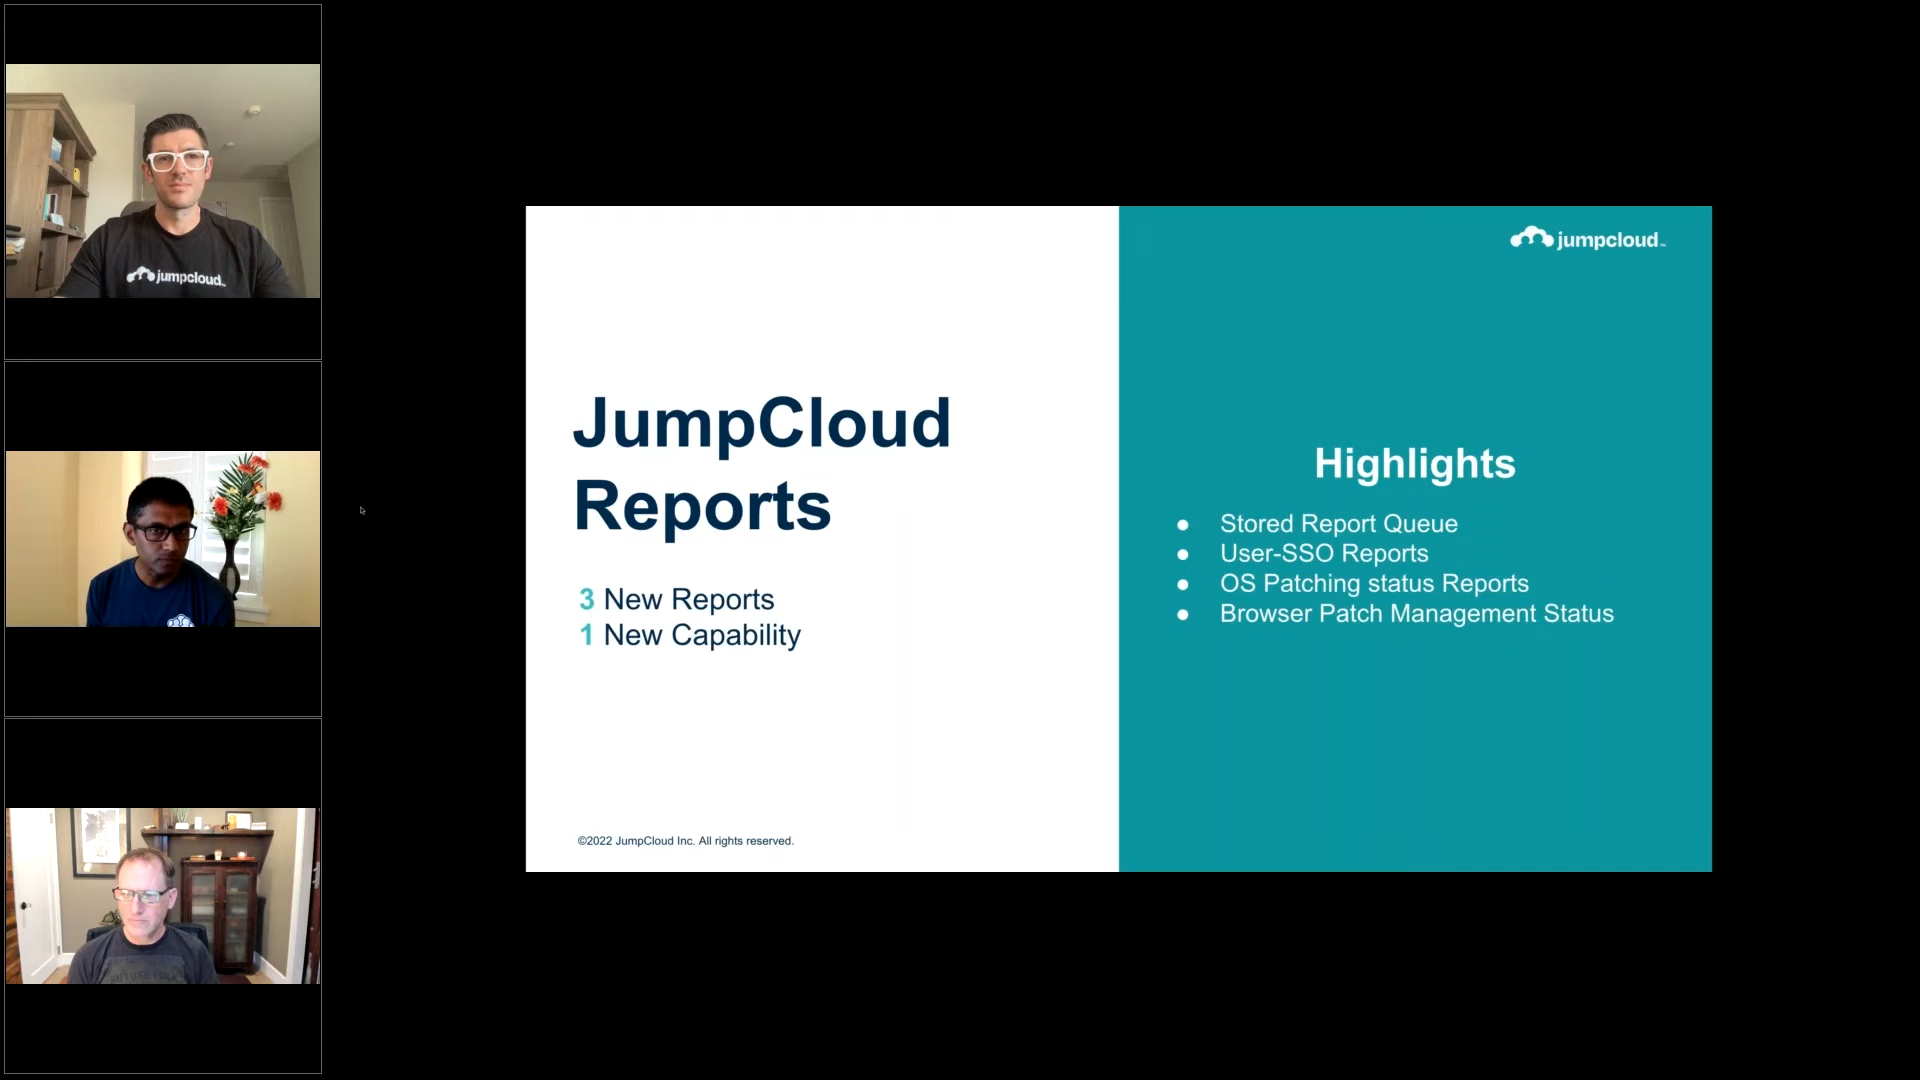 jumpcloud
JumpCloud
Reports
3 New Reports
1 New Capability
©2022 JumpCloud Inc. All rights reserved.
jumpcloud
Highlights
● Stored Report Queue
● User-SSO Reports
● OS Patching status Reports
● Browser Patch Management Status